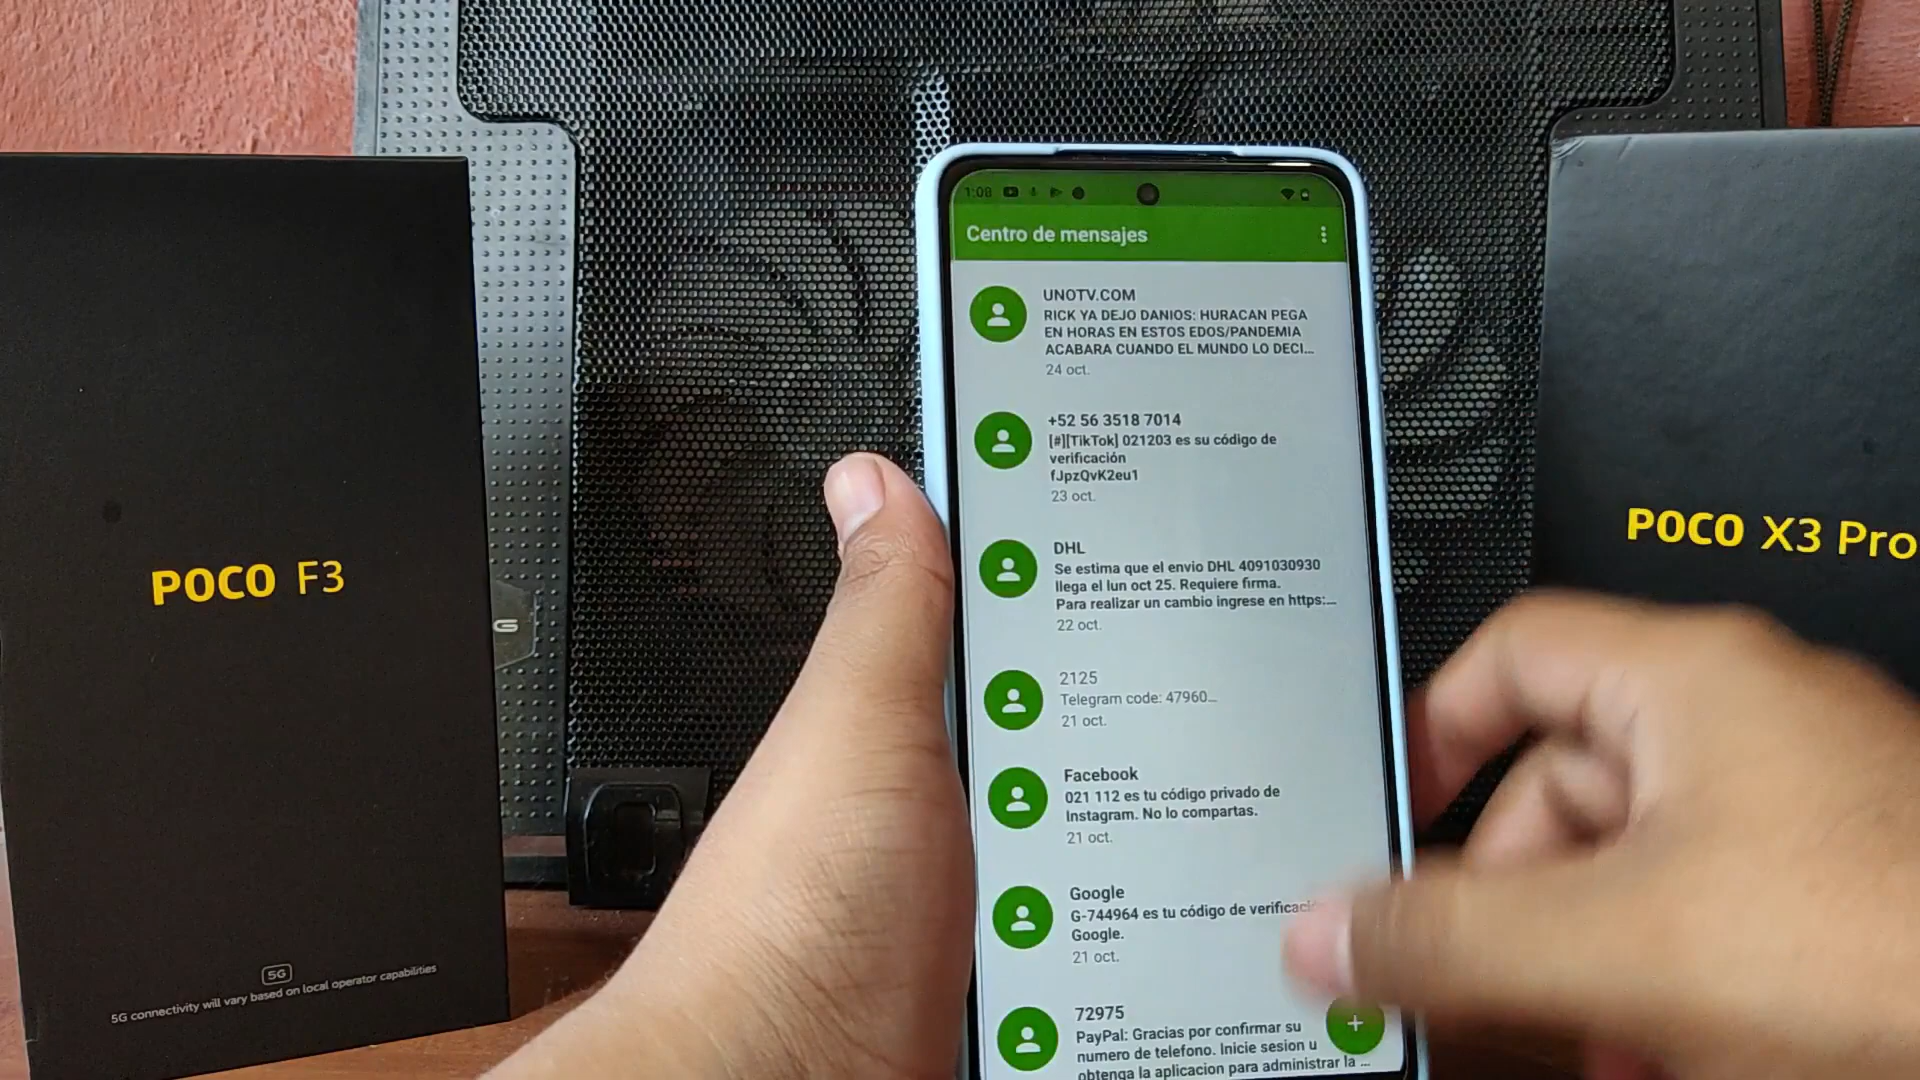 POCO F3
5G
5G connectivity will vary based on local operator capabilities
G
1:08
Centro de mensajes
UNOTV.COM
RICK YA DEJO DANIOS: HURACAN PEGA
EN HORAS EN ESTOS EDOS/PANDEMIA
ACABARA CUANDO EL MUNDO LO DECI...
24 oct.
+52 56 3518 7014
[#][TikTok] 021203 es su código de
verificación
fJpzQvK2eu1
23 oct.
DHL
Se estima que el envio DHL 4091030930
llega el lun oct 25. Requiere firma.
Para realizar un cambio ingrese en https:...
22 oct.
2125
Telegram code: 47960...
21 oct.
Facebook
021 112 es tu código privado de
Instagram. No lo compartas.
21 oct.
Google
G-744964 es tu código de
Google.
21 oct.
72975
PayPal: Gracias por confirmar su
numero de telefono. Inicie sesion u
obtenga la aplicacion para administrar la ...
POCO X3 Pro